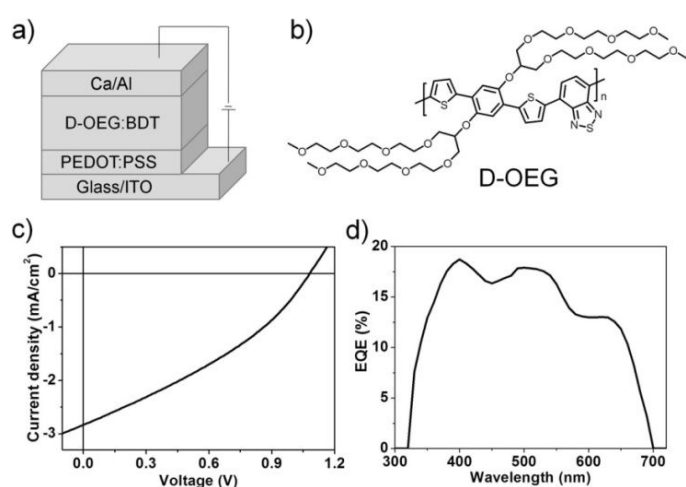 a)
Ca/Al
D-OEG:BDT
PEDOT:PSS
Glass/ITO
b)
O O O O
O O O O
O
S
S
n
O
N S N
O O O O
O O O O
D-OEG
c)
0
-1
-2
-3
0.0 0.3 0.6 0.9 1.2
Current density (mA/cm²)
Voltage (V)
d)
20
15
10
5
0
300 400 500 600 700
EQE (%)
Wavelength (nm)